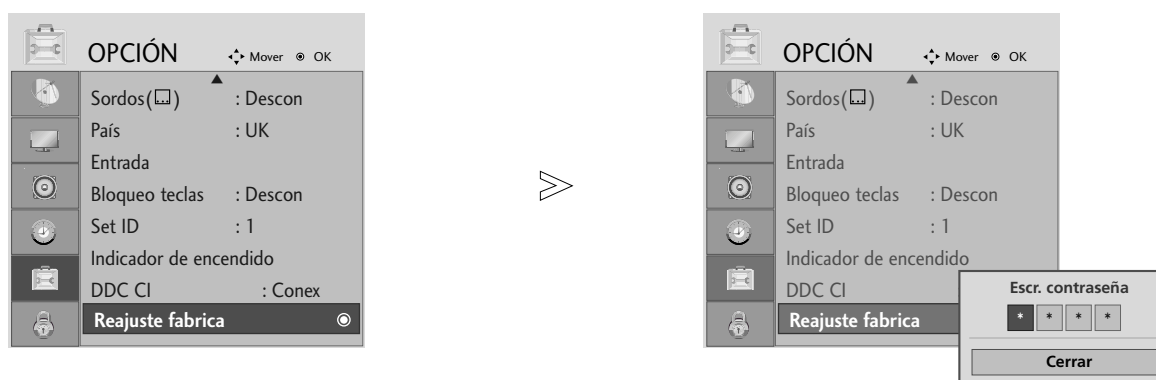 OPCIÓN Mover OK
Sordos( ) : Descon
País : UK
Entrada
Bloqueo teclas : Descon
Set ID : 1
Indicador de encendido
DDC CI : Conex
Reajuste fabrica
OPCIÓN Mover OK
Sordos( ) : Descon
País : UK
Entrada
Bloqueo teclas : Descon
Set ID : 1
Indicador de encendido
DDC CI
Reajuste fabrica
Escr. contraseña
* * * *
Cerrar